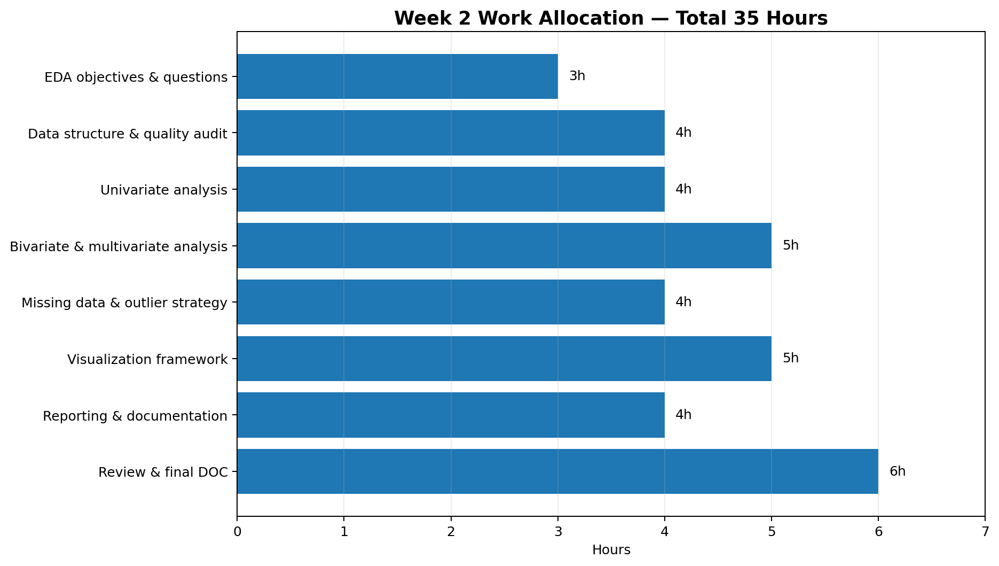 Week 2 Work Allocation — Total 35 Hours
EDA objectives & questions
3h
Data structure & quality audit
4h
Univariate analysis
4h
Bivariate & multivariate analysis
5h
Missing data & outlier strategy
4h
Visualization framework
5h
Reporting & documentation
4h
Review & final DOC
6h
0 1 2 3 4 5 6 7
Hours